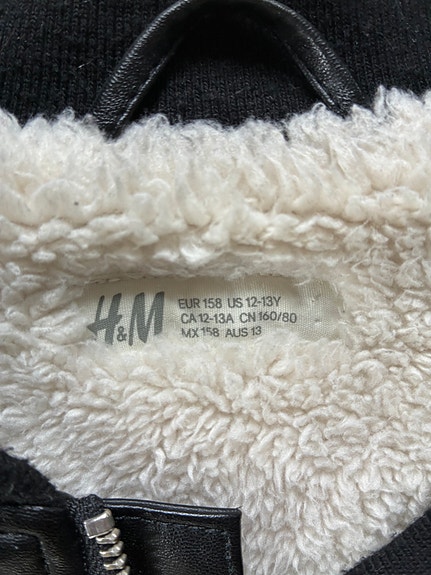 H&M
EUR 158 US 12-13Y
CA 12-13A CN 160/80
MX 158 AUS 13